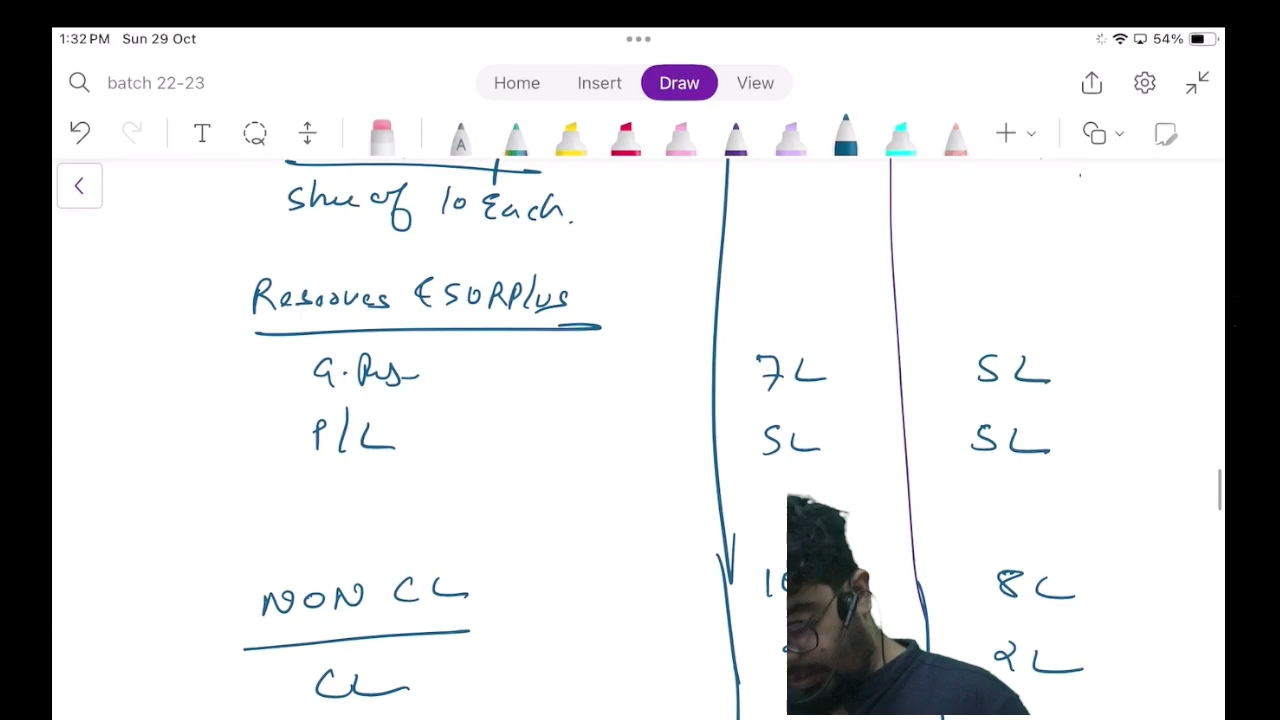 1:32 PM Sun 29 Oct 54%
batch 22-23 Home Insert Draw View
T A
of 10 Each.
Reserves & SURPlus
G. Res 7L 5L
P/L 5L 5L
NON CL 8L
CL 2L